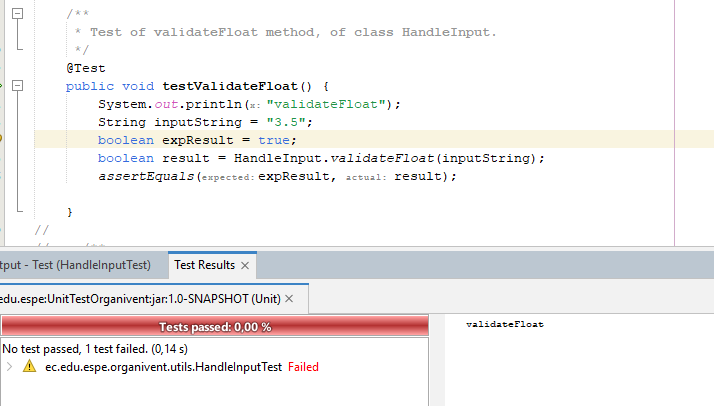 /**
* Test of validateFloat method, of class HandleInput.
*/
@Test
public void testValidateFloat() {
System.out.println(x: "validateFloat");
String inputString = "3.5";
boolean expResult = true;
boolean result = HandleInput.validateFloat(inputString);
assertEquals(expected: expResult, actual: result);
}
//
tput - Test (HandleInputTest)
Test Results ×
edu.espe:UnitTestOrganivent:jar:1.0-SNAPSHOT (Unit) ×
Tests passed: 0,00 %
validateFloat
No test passed, 1 test failed. (0,14 s)
ec.edu.espe.organivent.utils.HandleInputTest Failed